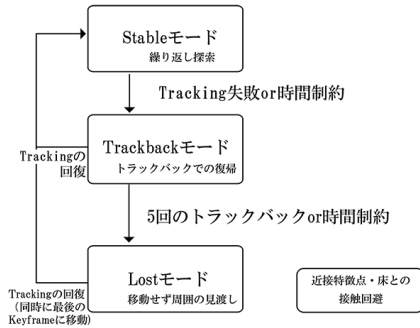 Stableモード
繰り返し探索
Tracking失敗or時間制約
Trackbackモード
トラックバックでの復帰
Trackingの
回復
5回のトラックバックor時間制約
Lostモード
移動せず周囲の見渡し
Trackingの回復
(同時に最後の
Keyframeに移動)
近接特徴点・床との
接触回避